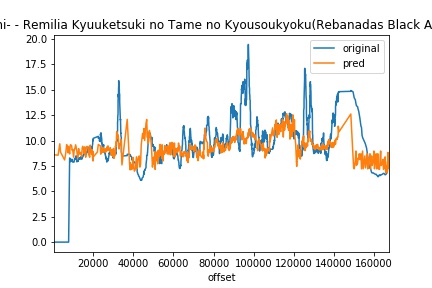 ni- - Remilia Kyuuketsuki no Tame no Kyousoukyoku(Rebanadas Black A
20.0
17.5
15.0
12.5
10.0
7.5
5.0
2.5
0.0
original
pred
20000 40000 60000 80000 100000 120000 140000 160000
offset